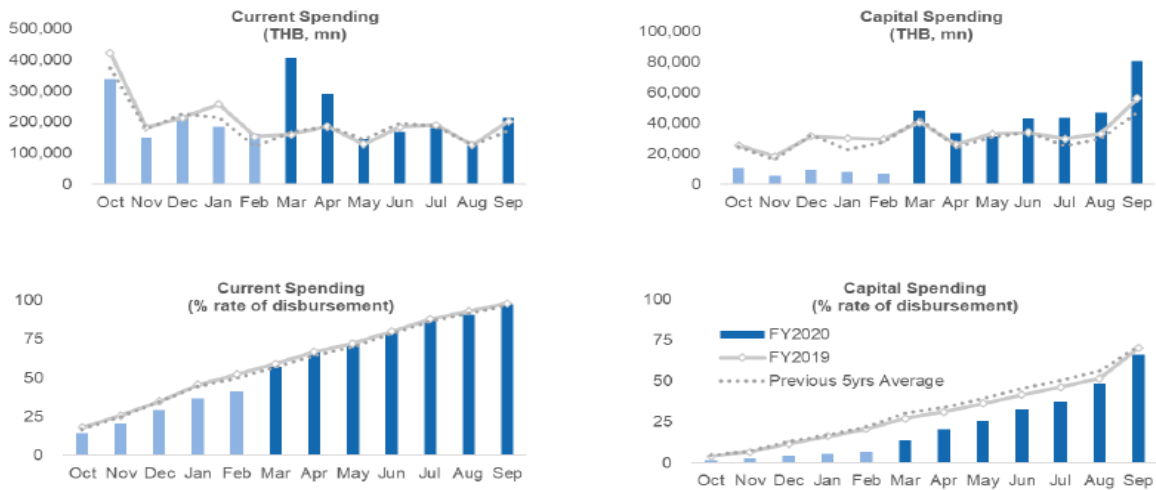 Current Spending
(THB, mn)
500,000
400,000
300,000
200,000
100,000
0
Oct Nov Dec Jan Feb Mar Apr May Jun Jul Aug Sep
Capital Spending
(THB, mn)
100,000
80,000
60,000
40,000
20,000
0
Oct Nov Dec Jan Feb Mar Apr May Jun Jul Aug Sep
Current Spending
(% rate of disbursement)
100
75
50
25
0
Oct Nov Dec Jan Feb Mar Apr May Jun Jul Aug Sep
Capital Spending
(% rate of disbursement)
100
75
50
25
0
FY2020
FY2019
Previous 5yrs Average
Oct Nov Dec Jan Feb Mar Apr May Jun Jul Aug Sep